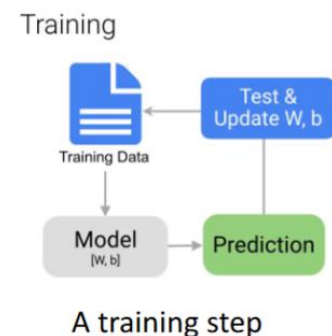 Training
Test &
Update W, b
Training Data
Model
[W, b]
Prediction
A training step